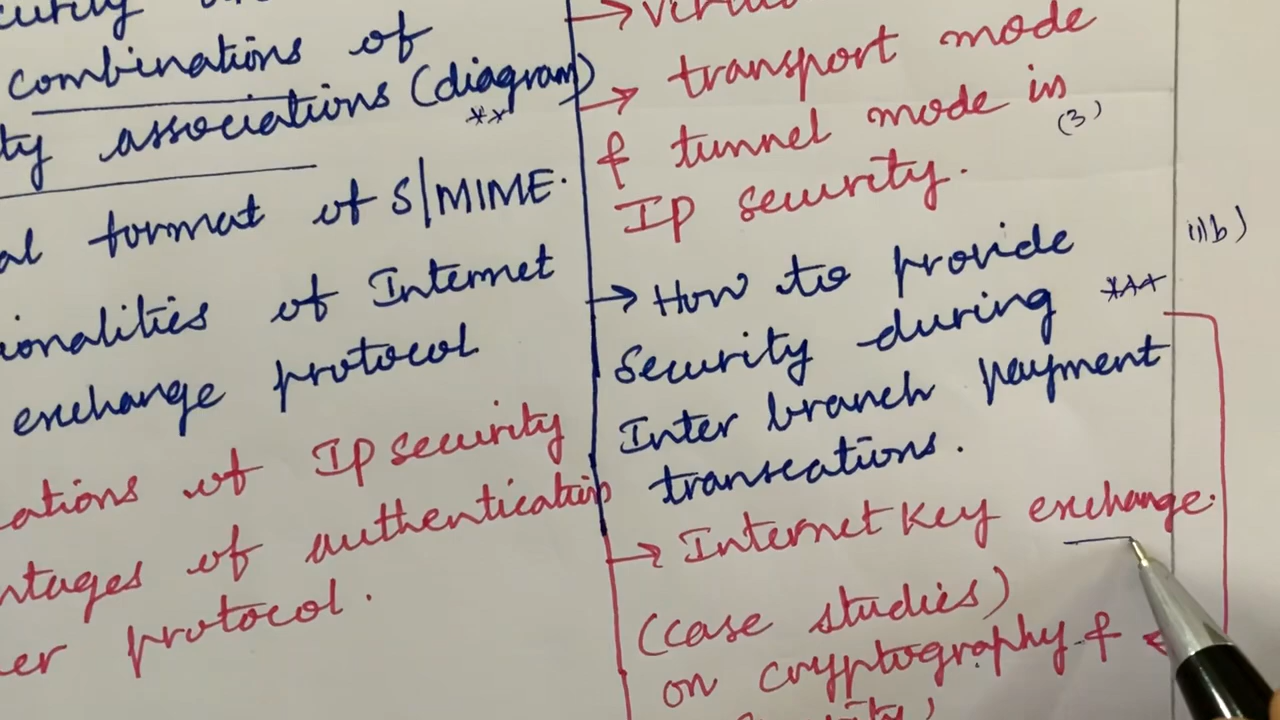 combinations of
ty associations (diagram)
**
al format of S/MIME.
ionalities of Internet
exchange protocol
ations of IP security
ntages of authentication
er protocol.
→ transport mode
& tunnel mode in
(3)
IP security.
→ How to provide
11b)
Security during ***
Inter branch payment
transcations.
→ Internet Key exchange.
(case studies)
on cryptography &